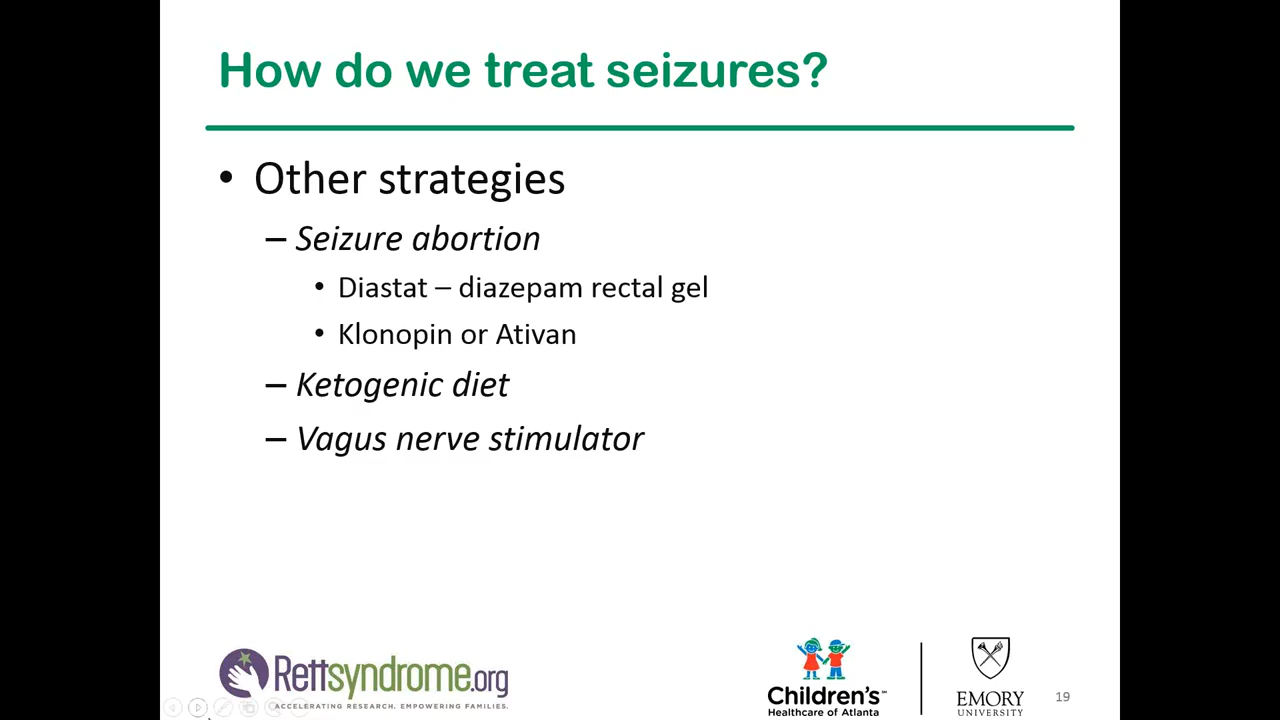 How do we treat seizures?
• Other strategies
– Seizure abortion
• Diastat – diazepam rectal gel
• Klonopin or Ativan
– Ketogenic diet
– Vagus nerve stimulator
Rettsyndrome.org
ACCELERATING RESEARCH. EMPOWERING FAMILIES.
Children's℠
Healthcare of Atlanta
EMORY
UNIVERSITY
19